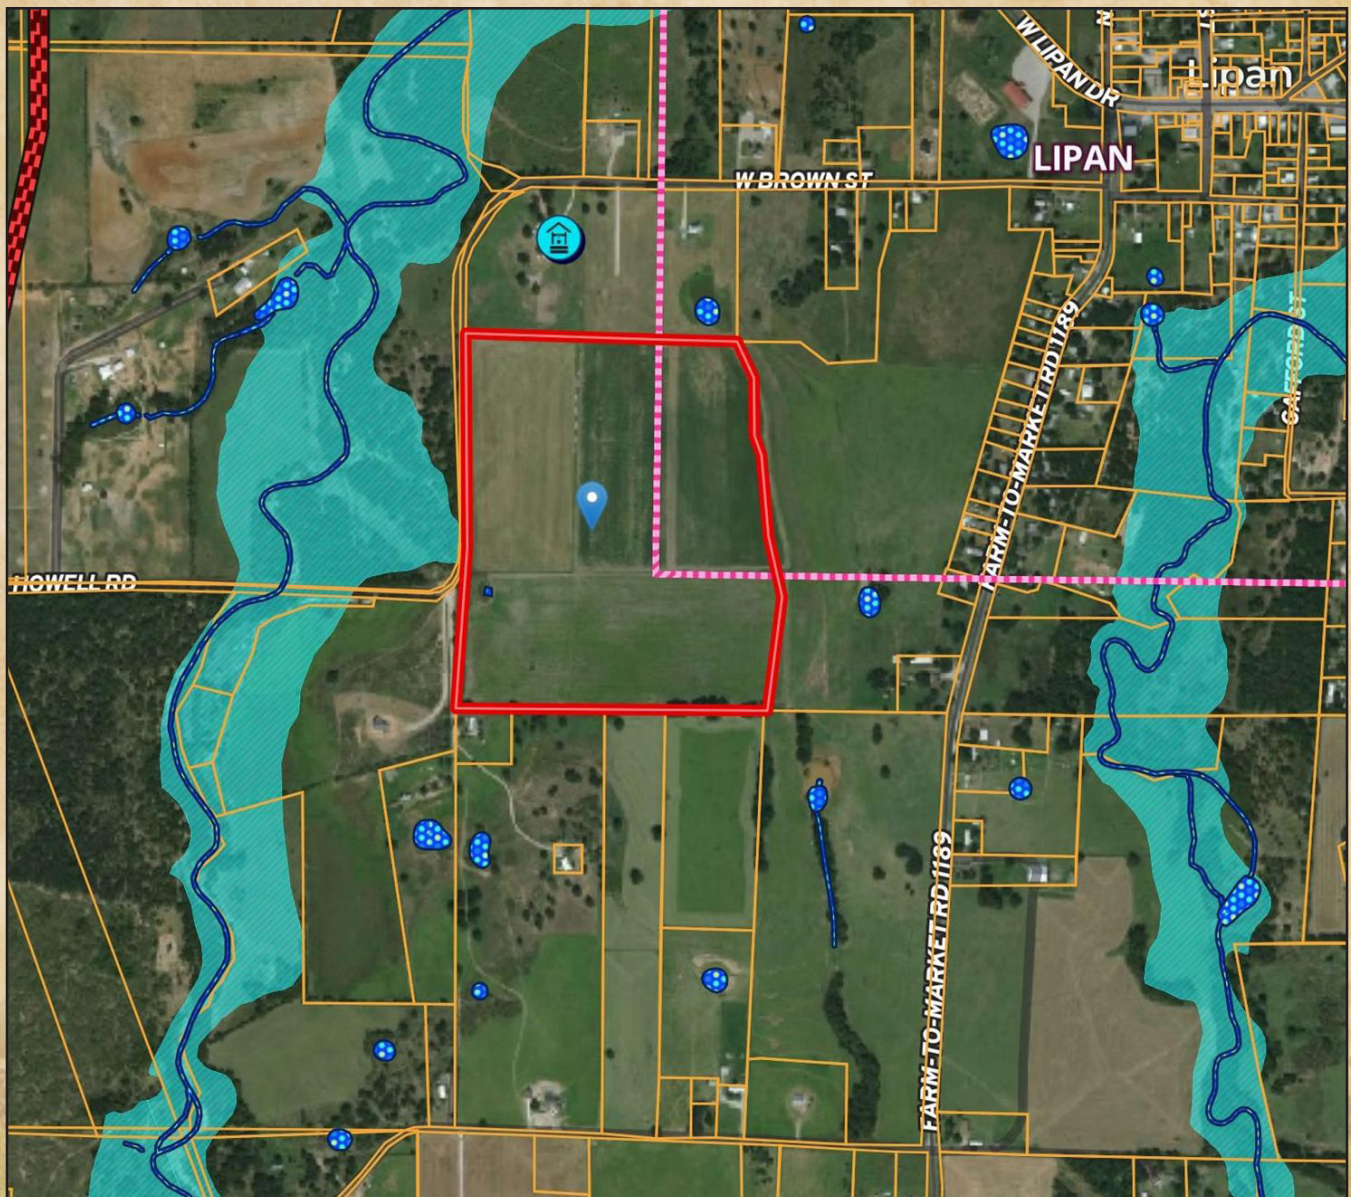 W LIPAN DR
Lipan
LIPAN
W BROWN ST
FARM-TO-MARKET RD 1189
HOWELL RD
FARM-TO-MARKET RD 1189